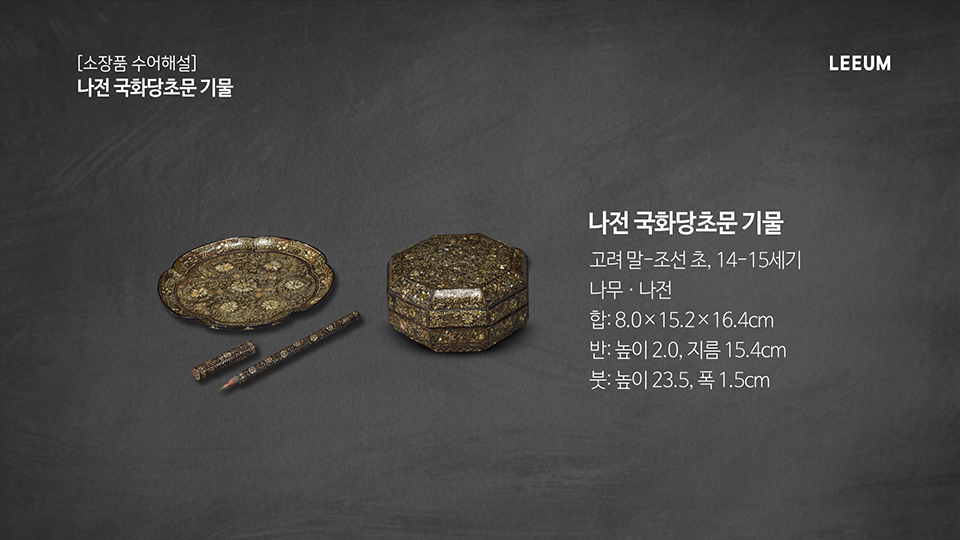 [소장품 수어해설]
나전 국화당초문 기물
LEEUM
나전 국화당초문 기물
고려 말-조선 초, 14-15세기
나무 · 나전
합: 8.0×15.2×16.4cm
반: 높이 2.0, 지름 15.4cm
붓: 높이 23.5, 폭 1.5cm